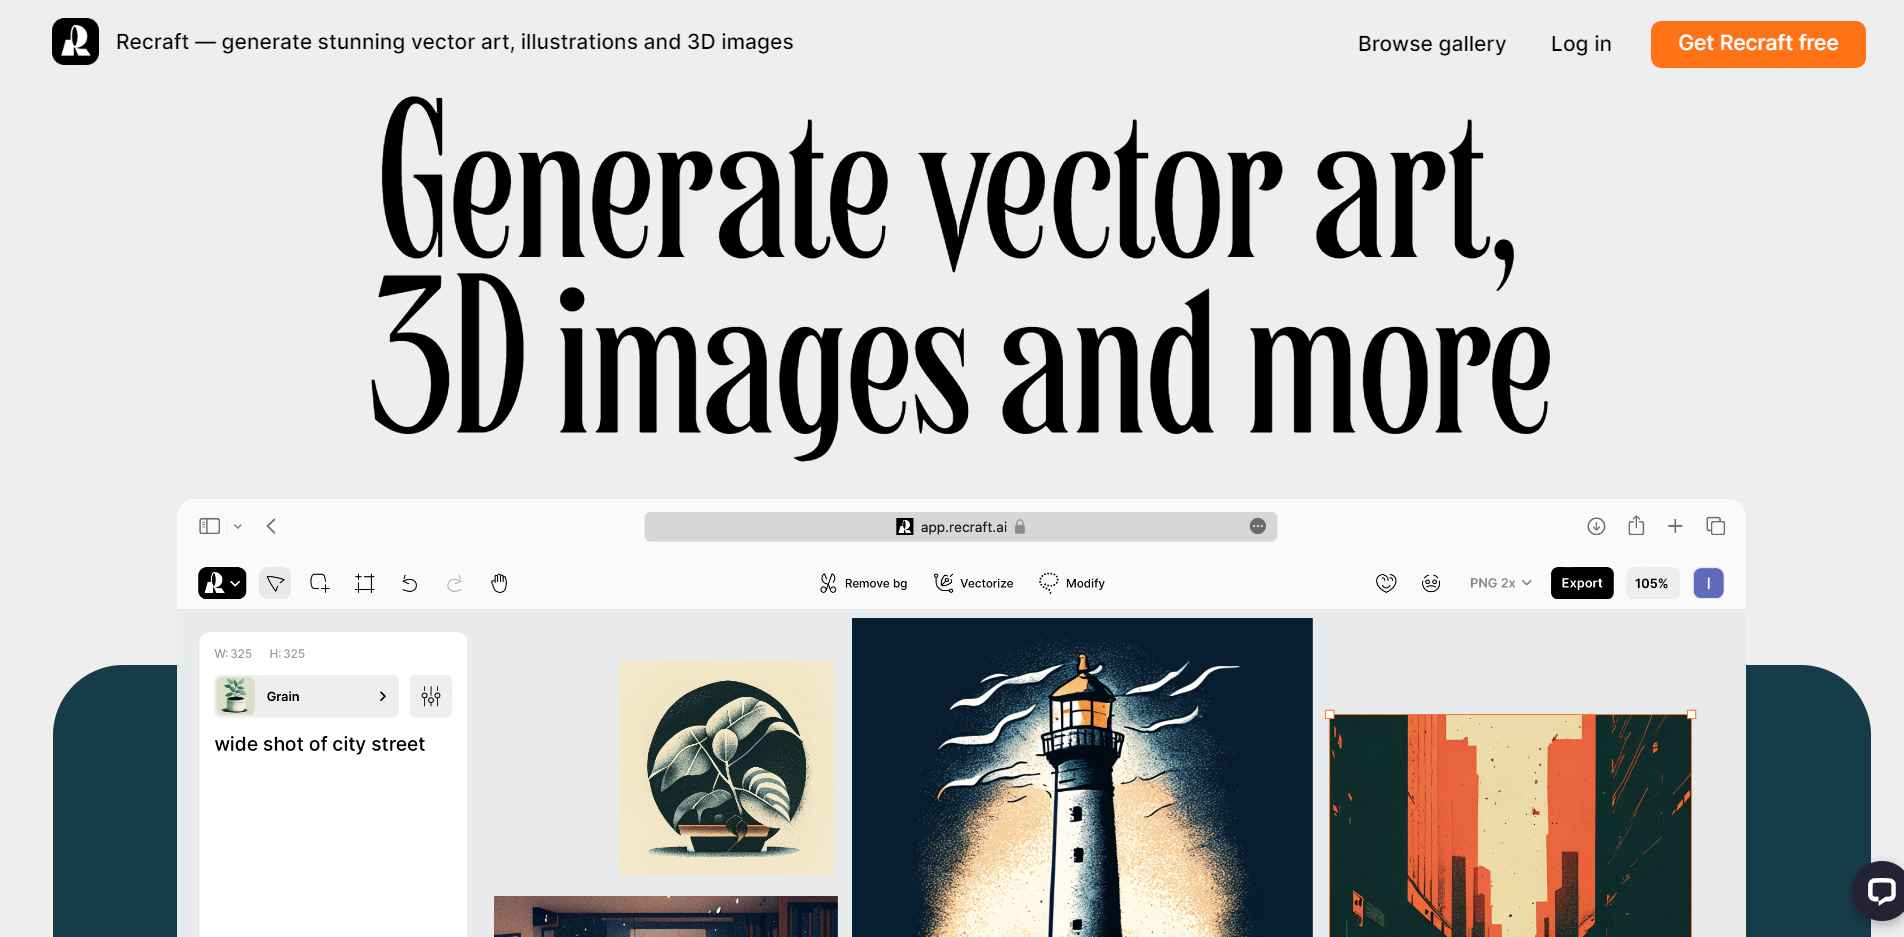 Recraft — generate stunning vector art, illustrations and 3D images
Browse gallery
Log in
Get Recraft free
Generate vector art,
3D images and more
app.recraft.ai
Remove bg
Vectorize
Modify
PNG 2x
Export
105%
I
W: 325 H: 325
Grain
wide shot of city street